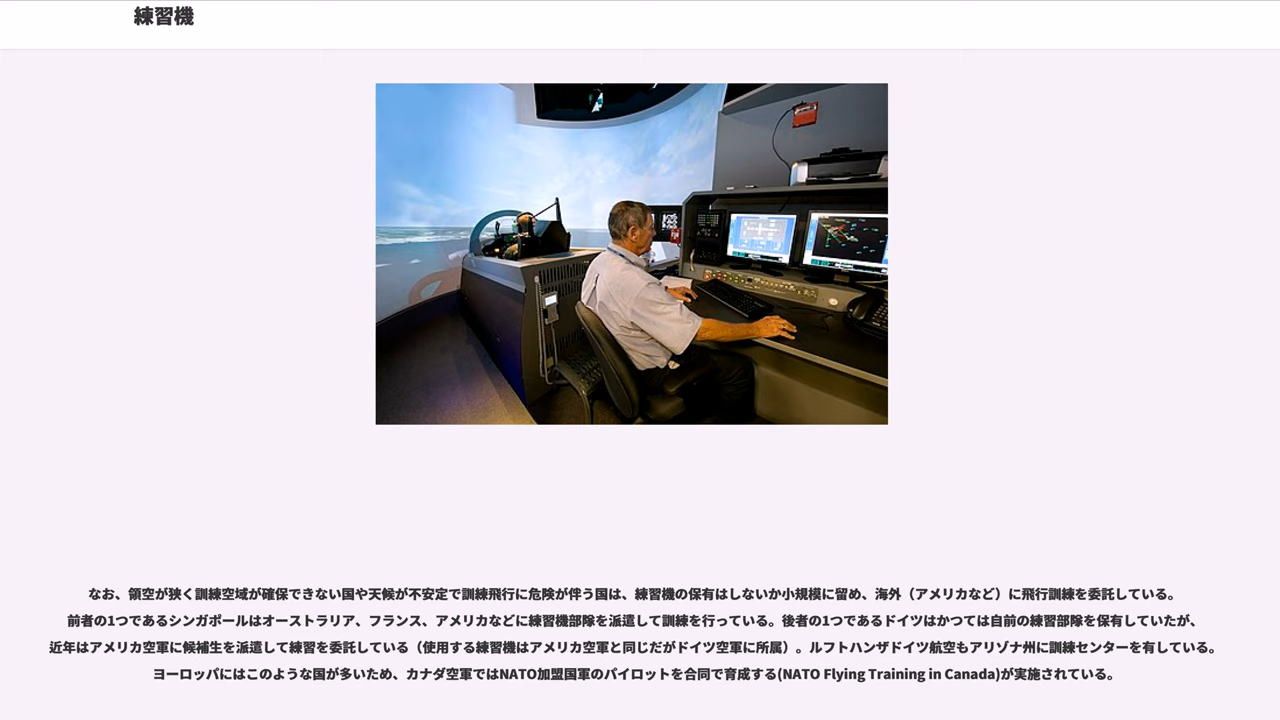 練習機
なお、領空が狭く訓練空域が確保できない国や天候が不安定で訓練飛行に危険が伴う国は、練習機の保有はしないか小規模に留め、海外（アメリカなど）に飛行訓練を委託している。
前者の1つであるシンガポールはオーストラリア、フランス、アメリカなどに練習機部隊を派遣して訓練を行っている。後者の1つであるドイツはかつては自前の練習部隊を保有していたが、
近年はアメリカ空軍に候補生を派遣して練習を委託している（使用する練習機はアメリカ空軍と同じだがドイツ空軍に所属）。ルフトハンザドイツ航空もアリゾナ州に訓練センターを有している。
ヨーロッパにはこのような国が多いため、カナダ空軍ではNATO加盟国軍のパイロットを合同で育成する(NATO Flying Training in Canada)が実施されている。